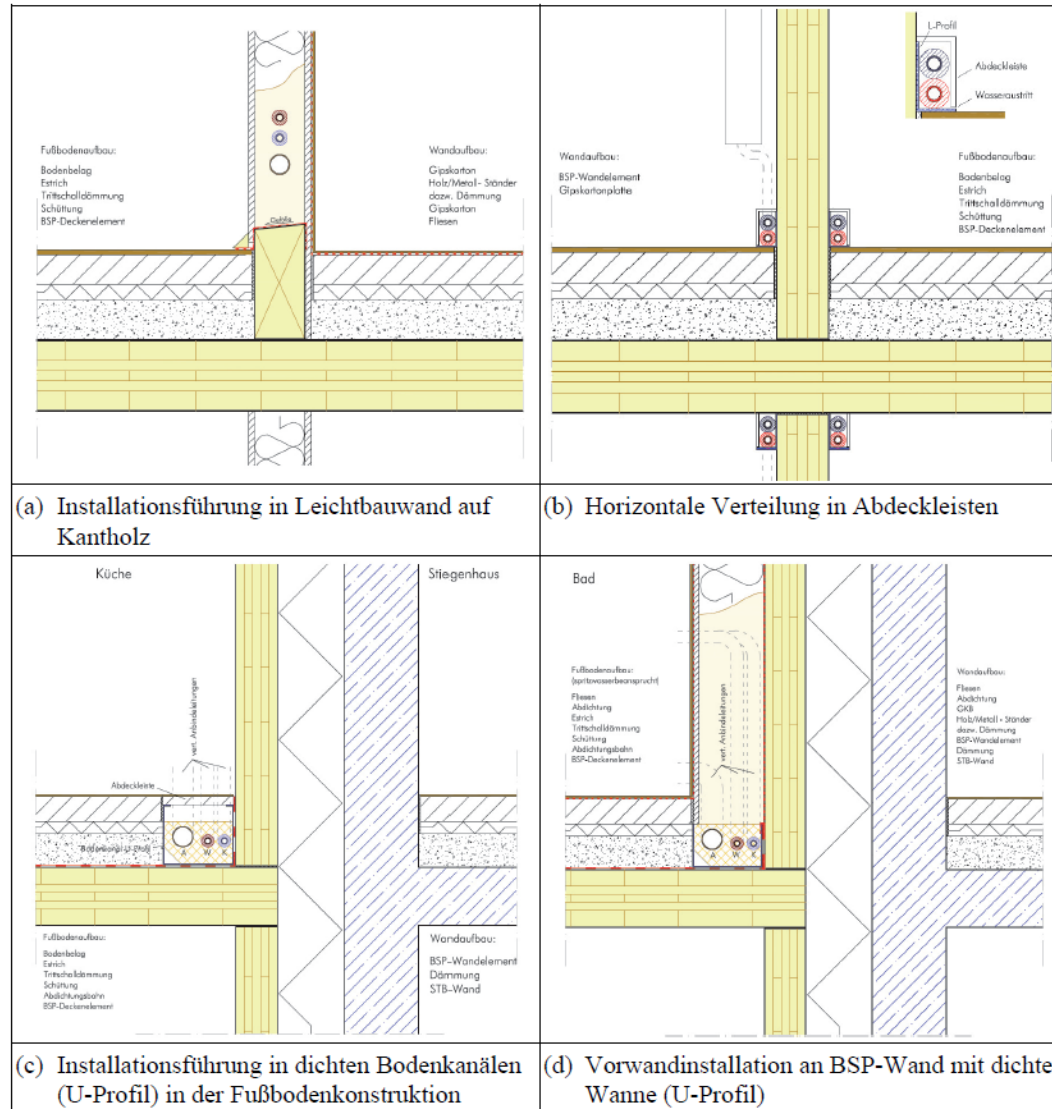 Fußbodenaufbau:
Bodenbelag
Estrich
Trittschalldämmung
Schüttung
BSP-Deckenelement
Wandaufbau:
Gipskarton
Holz/Metall- Ständer
dazw. Dämmung
Gipskarton
Fliesen
(a) Installationsführung in Leichtbauwand auf
Kantholz
L-Profil
Abdeckleiste
Wasseraustritt
Wandaufbau:
BSP-Wandelement
Gipskartonplatte
Fußbodenaufbau:
Badenbelag
Estrich
Trittschalldämmung
Schüttung
BSP-Deckenelement
(b) Horizontale Verteilung in Abdeckleisten
Küche
Stiegenhaus
vert. Anbindeleitungen
Abdeckleiste
Bodenkanal U-Profil
A W K
Fußbodenaufbau:
Bodenbelag
Estrich
Trittschalldämmung
Schüttung
Abdichtungsbahn
BSP-Deckenelement
Wandaufbau:
BSP-Wandelement
Dämmung
STB-Wand
(c) Installationsführung in dichten Bodenkanälen
(U-Profil) in der Fußbodenkonstruktion
Bad
Fußbodenaufbau:
(spritzwasserbeansprucht)
Fliesen
Abdichtung
Estrich
Trittschalldämmung
Schüttung
Abdichtungsbahn
BSP-Deckenelement
vert. Anbindeleitungen
A W K
Wandaufbau:
Fliesen
Abdichtung
GKB
Holz/Metall - Ständer
dazw. Dämmung
BSP-Wandelement
Dämmung
STB-Wand
(d) Vorwandinstallation an BSP-Wand mit dichte
Wanne (U-Profil)